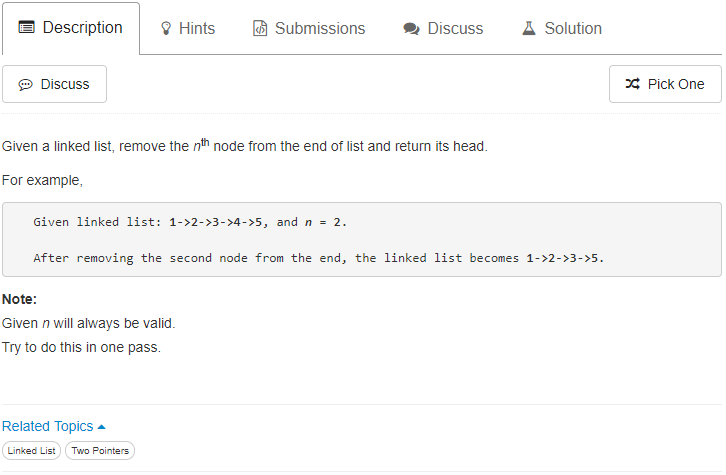 Description Hints Submissions Discuss Solution
Discuss Pick One
Given a linked list, remove the nth node from the end of list and return its head.
For example,
Given linked list: 1->2->3->4->5, and n = 2.
After removing the second node from the end, the linked list becomes 1->2->3->5.
Note:
Given n will always be valid.
Try to do this in one pass.
Related Topics
Linked List Two Pointers